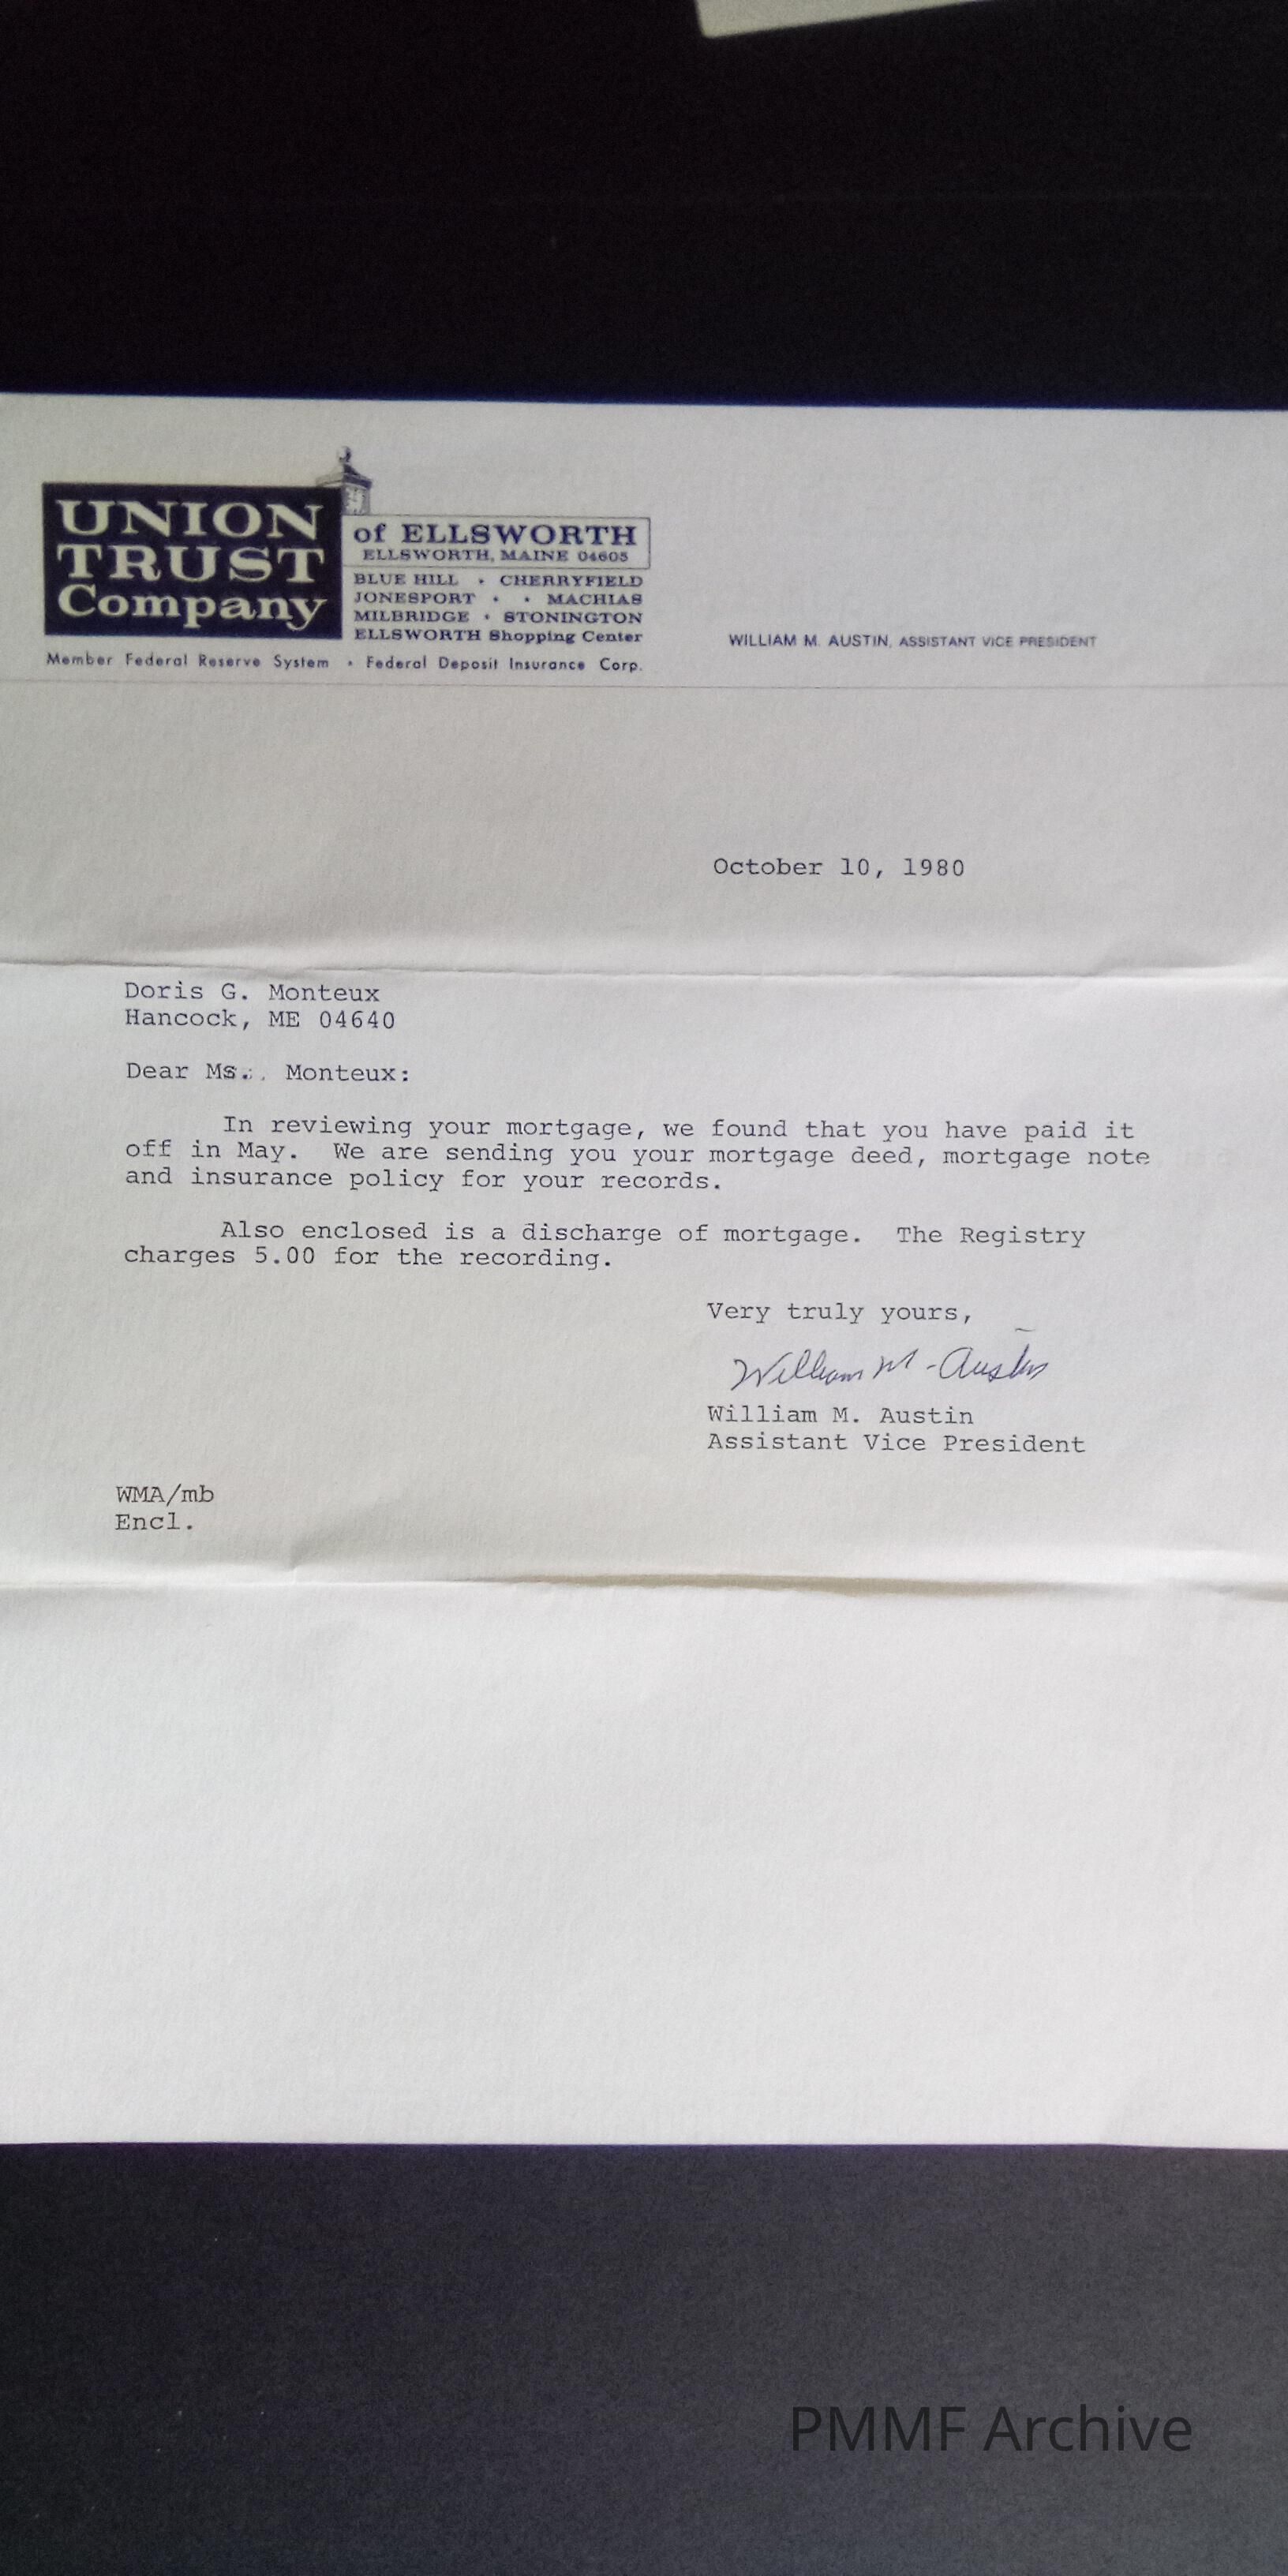 UNION
TRUST
Company
of ELLSWORTH
ELLSWORTH, MAINE 04605
BLUE HILL • CHERRYFIELD
JONESPORT • • MACHIAS
MILBRIDGE • STONINGTON
ELLSWORTH Shopping Center
Member Federal Reserve System • Federal Deposit Insurance Corp.
WILLIAM M. AUSTIN, ASSISTANT VICE PRESIDENT
October 10, 1980
Doris G. Monteux
Hancock, ME 04640
Dear Ms.. Monteux:
In reviewing your mortgage, we found that you have paid it
off in May. We are sending you your mortgage deed, mortgage note
and insurance policy for your records.
Also enclosed is a discharge of mortgage. The Registry
charges 5.00 for the recording.
Very truly yours,
William M. Austin
William M. Austin
Assistant Vice President
WMA/mb
Encl.
PMMF Archive